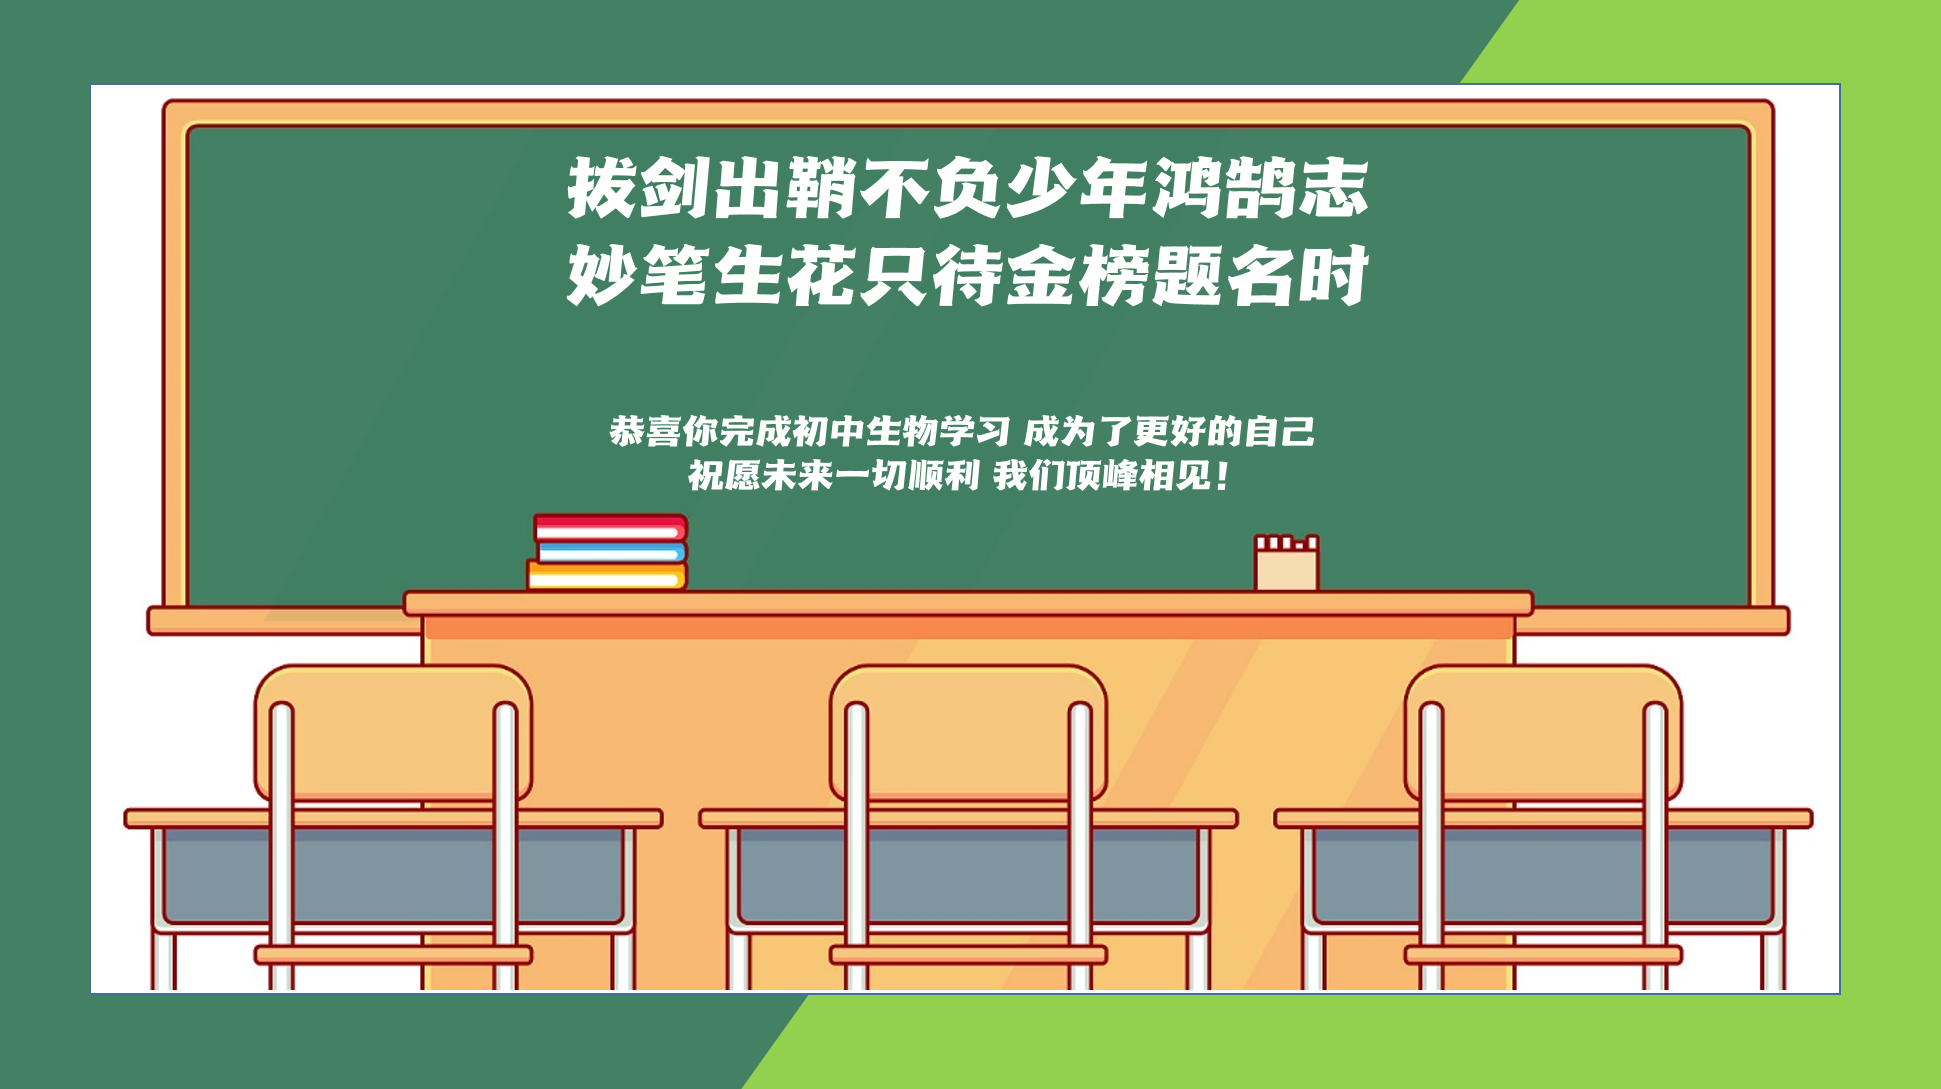 拔剑出鞘不负少年鸿鹄志
妙笔生花只待金榜题名时
恭喜你完成初中生物学习 成为了更好的自己
祝愿未来一切顺利 我们顶峰相见！